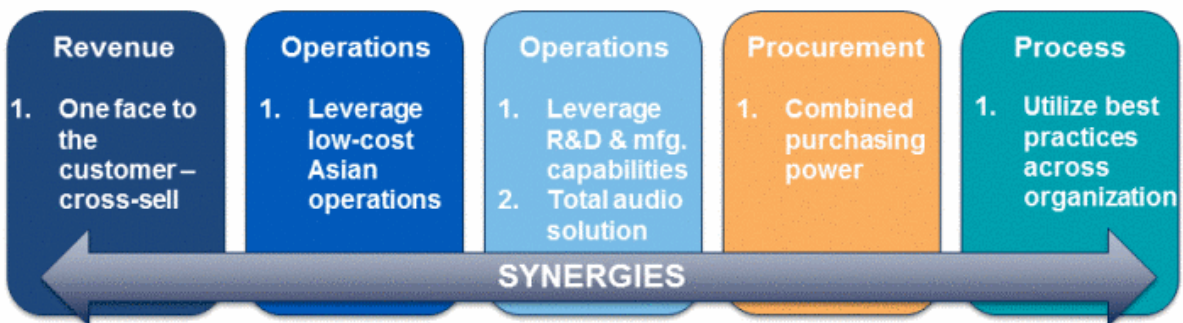 Revenue
1. One face to
the
customer –
cross-sell
Operations
1. Leverage
low-cost
Asian
operations
Operations
1. Leverage
R&D & mfg.
capabilities
2. Total audio
solution
Procurement
1. Combined
purchasing
power
Process
1. Utilize best
practices
across
organization
SYNERGIES